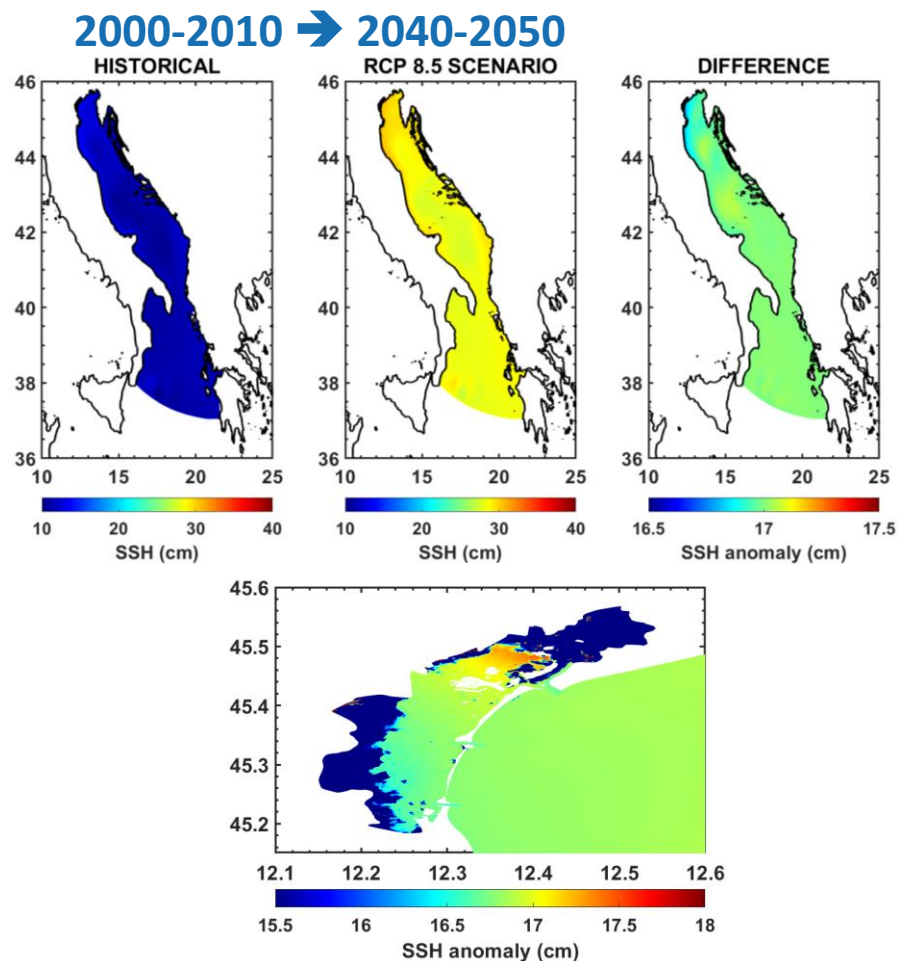 2000-2010 ➔ 2040-2050
HISTORICAL RCP 8.5 SCENARIO DIFFERENCE
46 46 46
44 44 44
42 42 42
40 40 40
38 38 38
36 36 36
10 15 20 25 10 15 20 25 10 15 20 25
10 20 30 40 10 20 30 40 16.5 17 17.5
SSH (cm) SSH (cm) SSH anomaly (cm)
45.6
45.5
45.4
45.3
45.2
12.1 12.2 12.3 12.4 12.5 12.6
15.5 16 16.5 17 17.5 18
SSH anomaly (cm)